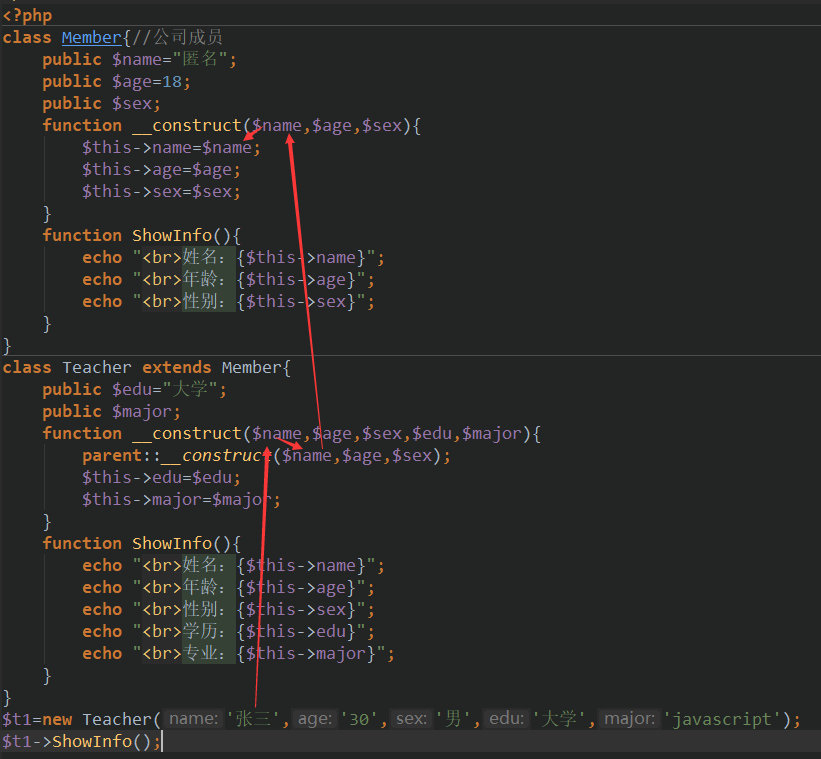 <?php
class Member{//公司成员
    public $name="匿名";
    public $age=18;
    public $sex;
    function __construct($name,$age,$sex){
        $this->name=$name;
        $this->age=$age;
        $this->sex=$sex;
    }
    function ShowInfo(){
        echo "<br>姓名：{$this->name}";
        echo "<br>年龄：{$this->age}";
        echo "<br>性别：{$this->sex}";
    }
}
class Teacher extends Member{
    public $edu="大学";
    public $major;
    function __construct($name,$age,$sex,$edu,$major){
        parent::__construct($name,$age,$sex);
        $this->edu=$edu;
        $this->major=$major;
    }
    function ShowInfo(){
        echo "<br>姓名：{$this->name}";
        echo "<br>年龄：{$this->age}";
        echo "<br>性别：{$this->sex}";
        echo "<br>学历：{$this->edu}";
        echo "<br>专业：{$this->major}";
    }
}
$t1=new Teacher( name: '张三', age: '30', sex: '男', edu: '大学', major: 'javascript');
$t1->ShowInfo();